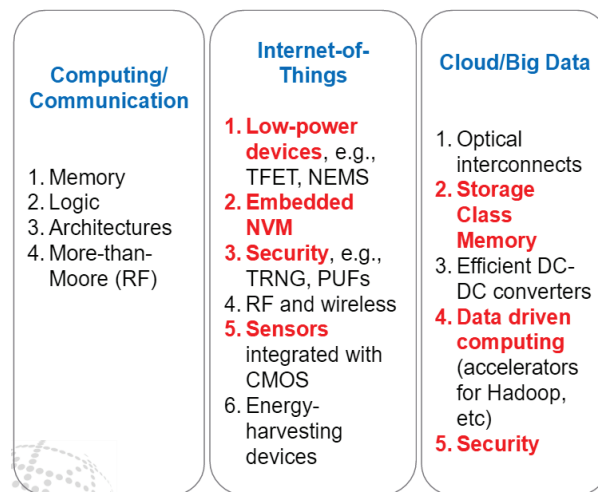 Computing/
Communication
1. Memory
2. Logic
3. Architectures
4. More-than-
Moore (RF)
Internet-of-
Things
1. Low-power
devices, e.g.,
TFET, NEMS
2. Embedded
NVM
3. Security, e.g.,
TRNG, PUFs
4. RF and wireless
5. Sensors
integrated with
CMOS
6. Energy-
harvesting
devices
Cloud/Big Data
1. Optical
interconnects
2. Storage
Class
Memory
3. Efficient DC-
DC converters
4. Data driven
computing
(accelerators
for Hadoop,
etc)
5. Security